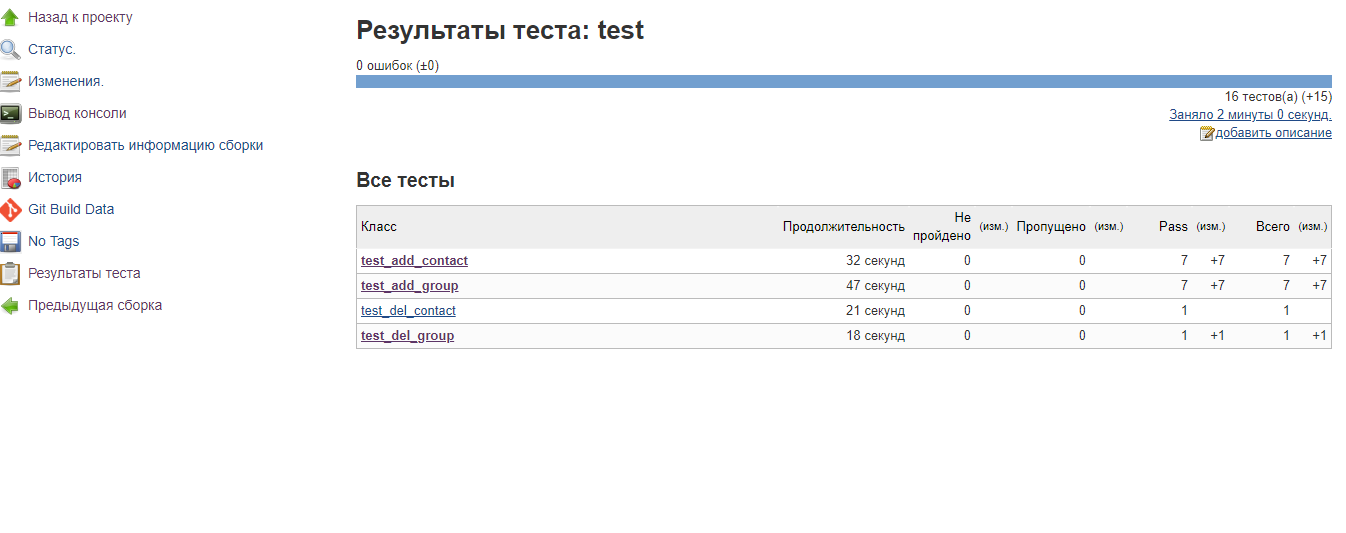 Назад к проекту
Статус.
Изменения.
Вывод консоли
Редактировать информацию сборки
История
Git Build Data
No Tags
Результаты теста
Предыдущая сборка
Результаты теста: test
0 ошибок (±0)
16 тестов(а) (+15)
Заняло 2 минуты 0 секунд.
добавить описание
Все тесты
Класс Продолжительность Не пройдено (изм.) Пропущено (изм.) Pass (изм.) Всего (изм.)
test_add_contact 32 секунд 0 0 7 +7 7 +7
test_add_group 47 секунд 0 0 7 +7 7 +7
test_del_contact 21 секунд 0 0 1 1
test_del_group 18 секунд 0 0 1 +1 1 +1